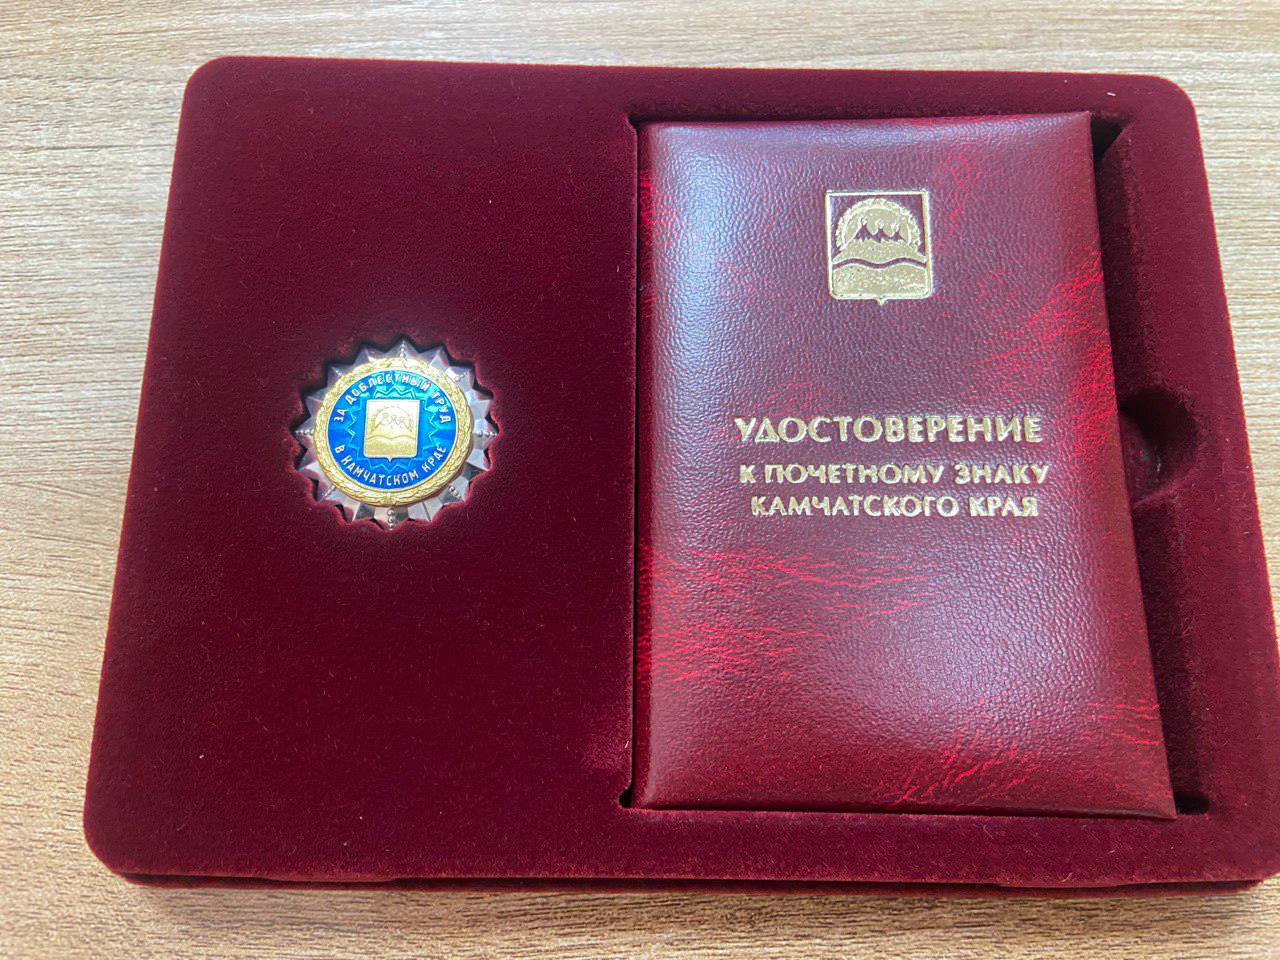 ЗА ДОБЛЕСТНЫЙ ТРУД
В КАМЧАТСКОМ КРАЕ
УДОСТОВЕРЕНИЕ
К ПОЧЕТНОМУ ЗНАКУ
КАМЧАТСКОГО КРАЯ